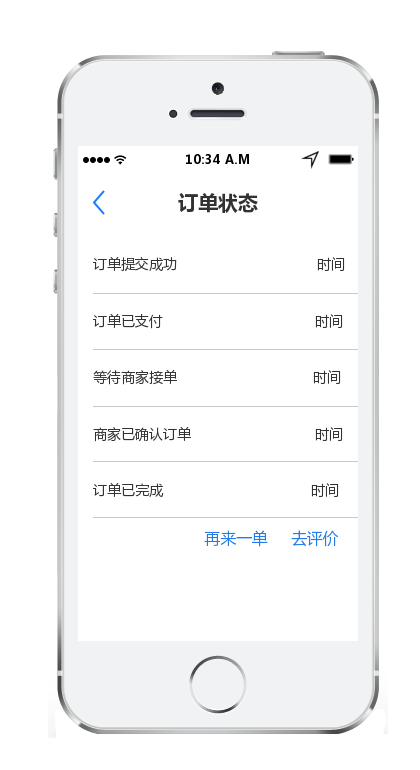 10:34 A.M
订单状态
订单提交成功 时间
订单已支付 时间
等待商家接单 时间
商家已确认订单 时间
订单已完成 时间
再来一单 去评价